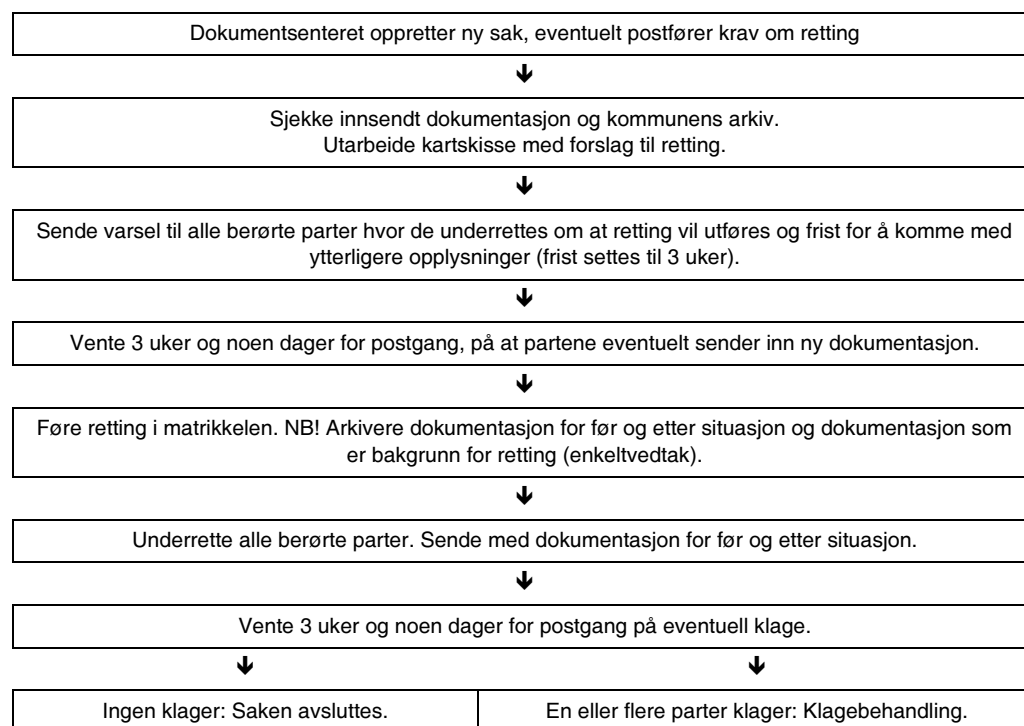 Dokumentsenteret oppretter ny sak, eventuelt postfører krav om retting
Sjekke innsendt dokumentasjon og kommunens arkiv.
Utarbeide kartskisse med forslag til retting.
Sende varsel til alle berørte parter hvor de underrettes om at retting vil utføres og frist for å komme med
ytterligere opplysninger (frist settes til 3 uker).
Vente 3 uker og noen dager for postgang, på at partene eventuelt sender inn ny dokumentasjon.
Føre retting i matrikkelen. NB! Arkivere dokumentasjon for før og etter situasjon og dokumentasjon som
er bakgrunn for retting (enkeltvedtak).
Underrette alle berørte parter. Sende med dokumentasjon for før og etter situasjon.
Vente 3 uker og noen dager for postgang på eventuell klage.
Ingen klager: Saken avsluttes.
En eller flere parter klager: Klagebehandling.